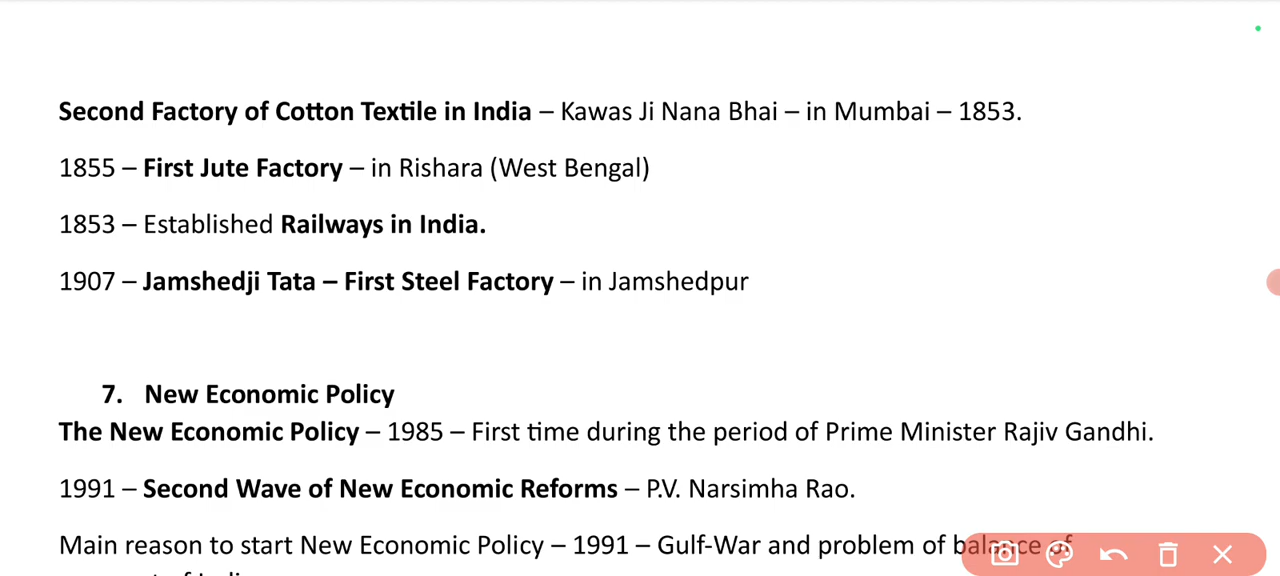 Second Factory of Cotton Textile in India – Kawas Ji Nana Bhai – in Mumbai – 1853.
1855 – First Jute Factory – in Rishara (West Bengal)
1853 – Established Railways in India.
1907 – Jamshedji Tata – First Steel Factory – in Jamshedpur
7. New Economic Policy
The New Economic Policy – 1985 – First time during the period of Prime Minister Rajiv Gandhi.
1991 – Second Wave of New Economic Reforms – P.V. Narsimha Rao.
Main reason to start New Economic Policy – 1991 – Gulf-War and problem of balance of